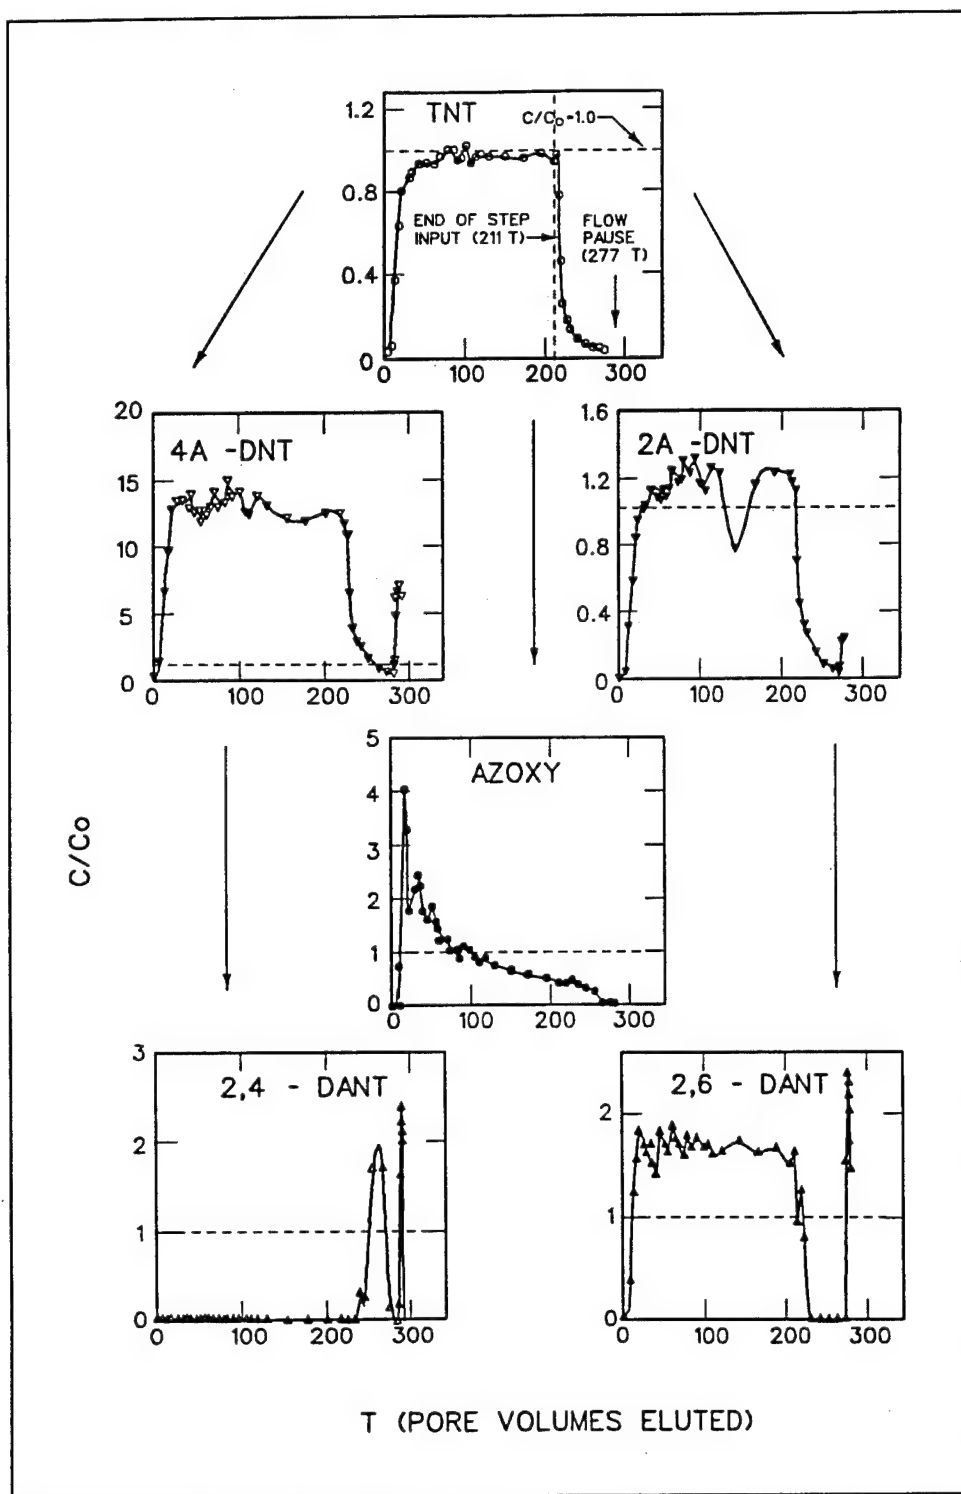 TNT
C/Co-1.0
1.2
0.8
0.4
0
END OF STEP
INPUT (211 T)
FLOW
PAUSE
(277 T)
0 100 200 300
4A -DNT
20
15
10
5
0
0 100 200 300
2A -DNT
1.6
1.2
0.8
0.4
0
0 100 200 300
AZOXY
5
4
3
2
1
0
0 100 200 300
C/Co
2,4 - DANT
3
2
1
0
0 100 200 300
2,6 - DANT
2
1
0
0 100 200 300
T (PORE VOLUMES ELUTED)